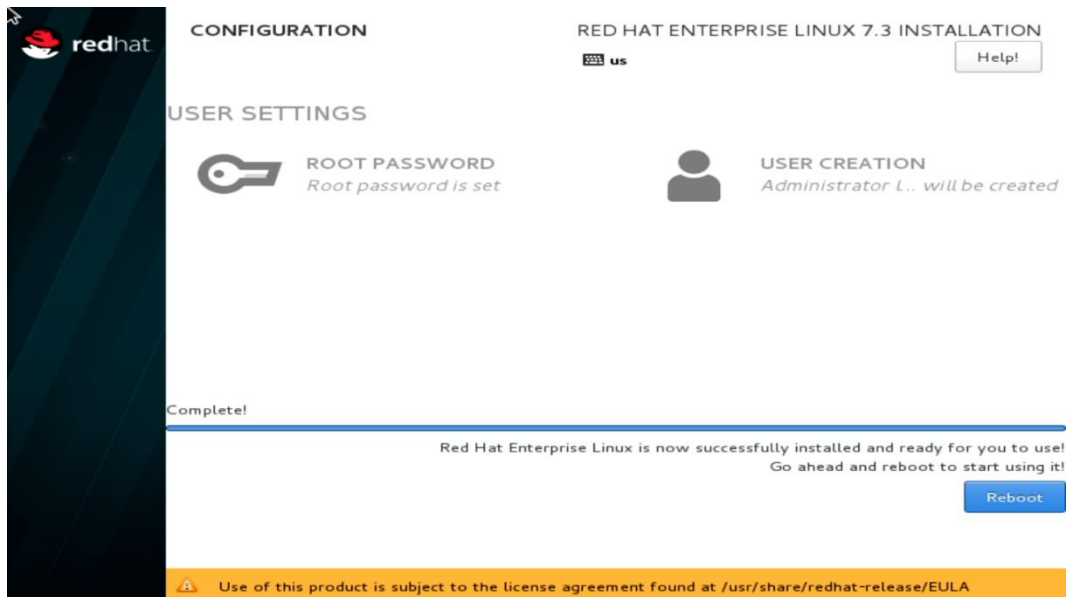 redhat.
CONFIGURATION
RED HAT ENTERPRISE LINUX 7.3 INSTALLATION
us
Help!
USER SETTINGS
ROOT PASSWORD
Root password is set
USER CREATION
Administrator L.. will be created
Complete!
Red Hat Enterprise Linux is now successfully installed and ready for you to use!
Go ahead and reboot to start using it!
Reboot
Use of this product is subject to the license agreement found at /usr/share/redhat-release/EULA